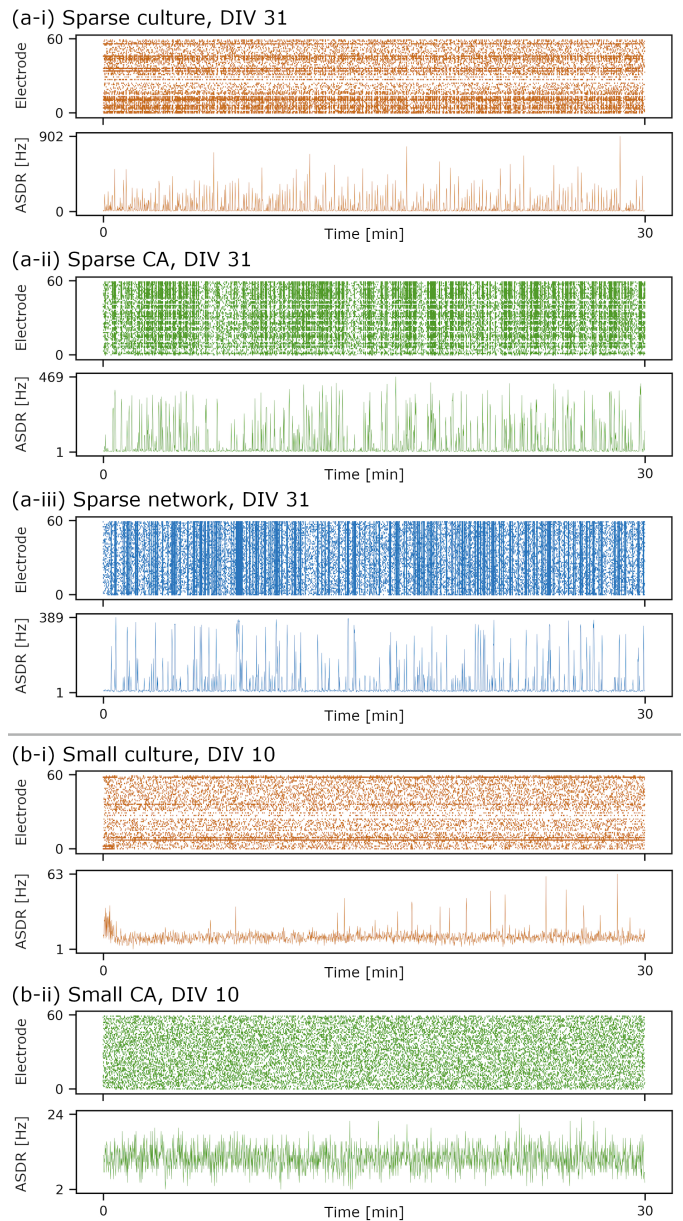 (a-i) Sparse culture, DIV 31
60
Electrode
0
902
ASDR [Hz]
0
0
Time [min]
30
(a-ii) Sparse CA, DIV 31
60
Electrode
0
469
ASDR [Hz]
1
0
Time [min]
30
(a-iii) Sparse network, DIV 31
60
Electrode
0
389
ASDR [Hz]
1
0
Time [min]
30
(b-i) Small culture, DIV 10
60
Electrode
0
63
ASDR [Hz]
1
0
Time [min]
30
(b-ii) Small CA, DIV 10
60
Electrode
0
24
ASDR [Hz]
2
0
Time [min]
30